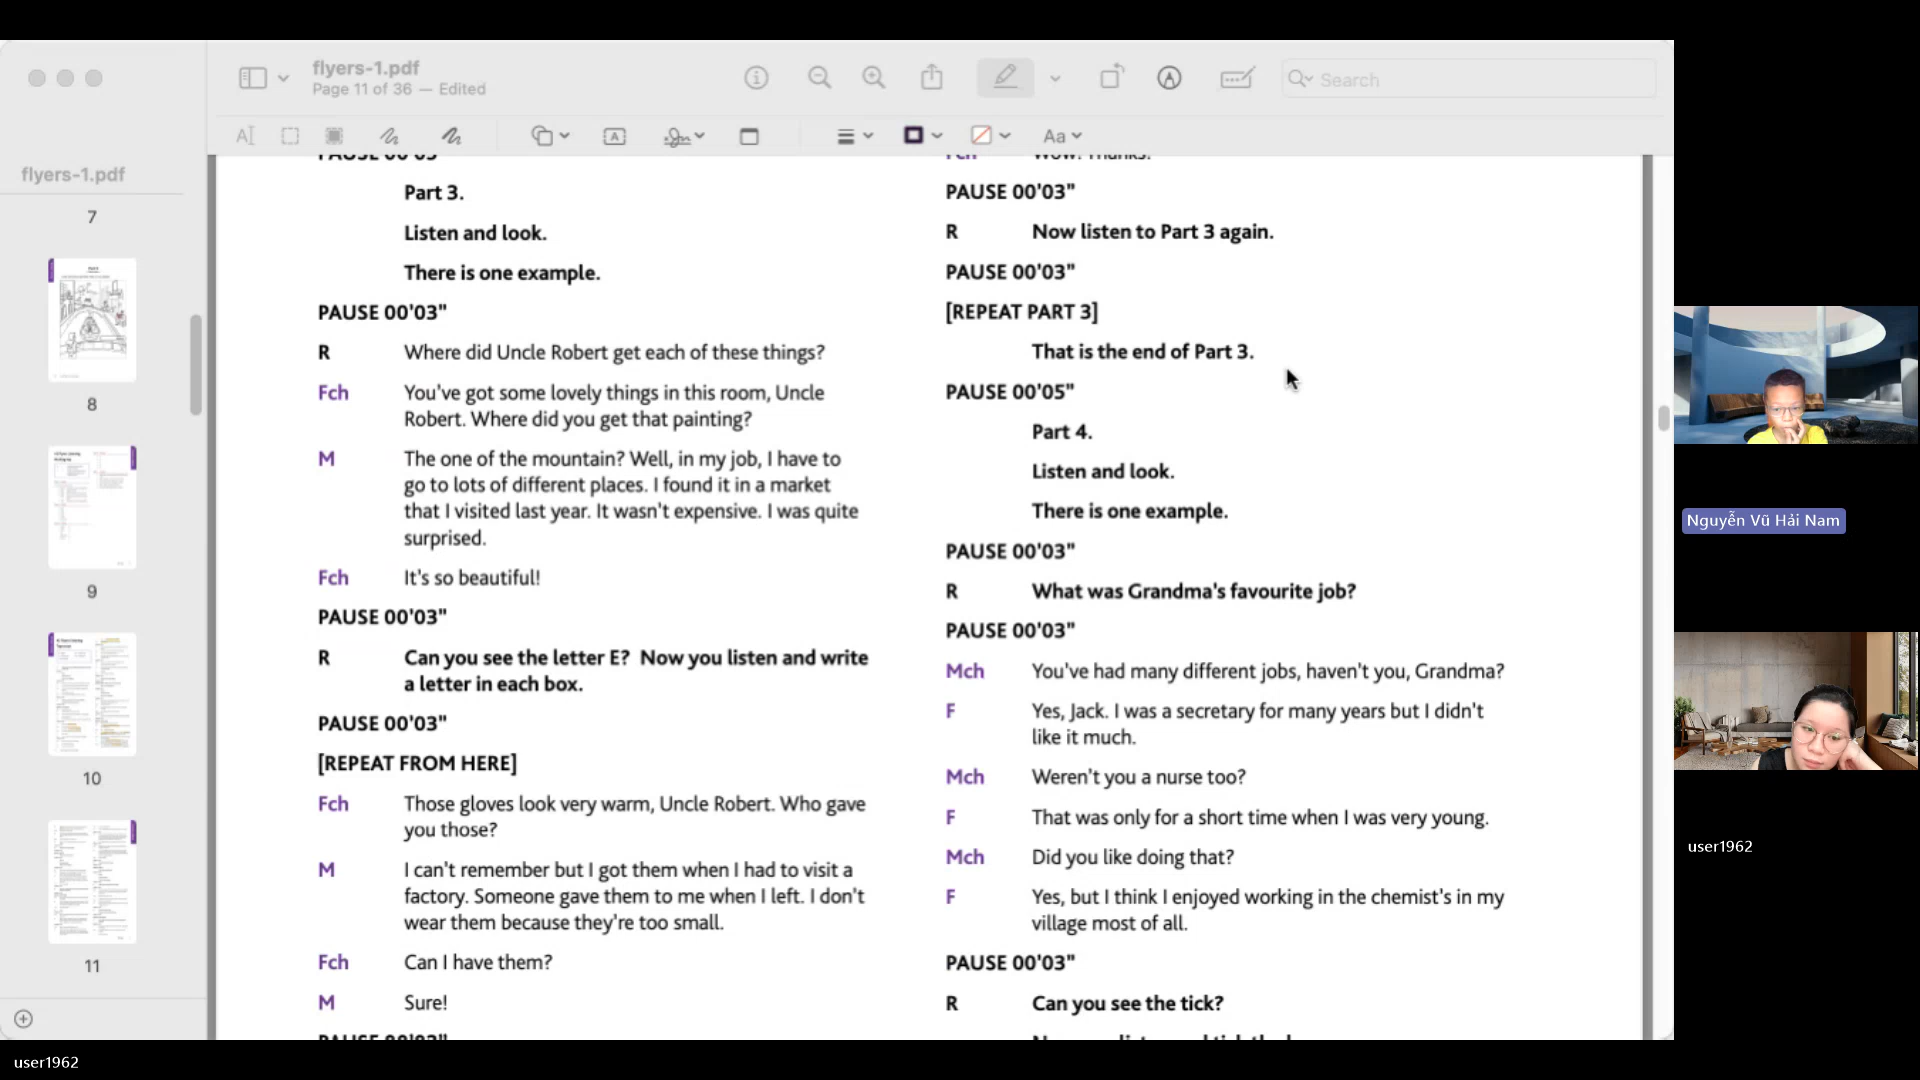 flyers-1.pdf
Page 11 of 36 — Edited
Search
Aa
flyers-1.pdf
7
8
9
10
11
PAUSE 00'05"
Part 3.
Listen and look.
There is one example.
PAUSE 00'03"
R Where did Uncle Robert get each of these things?
Fch You've got some lovely things in this room, Uncle
Robert. Where did you get that painting?
M The one of the mountain? Well, in my job, I have to
go to lots of different places. I found it in a market
that I visited last year. It wasn't expensive. I was quite
surprised.
Fch It's so beautiful!
PAUSE 00'03"
R Can you see the letter E? Now you listen and write
a letter in each box.
PAUSE 00'03"
[REPEAT FROM HERE]
Fch Those gloves look very warm, Uncle Robert. Who gave
you those?
M I can't remember but I got them when I had to visit a
factory. Someone gave them to me when I left. I don't
wear them because they're too small.
Fch Can I have them?
M Sure!
Fch Wow! Thanks!
PAUSE 00'03"
R Now listen to Part 3 again.
PAUSE 00'03"
[REPEAT PART 3]
That is the end of Part 3.
PAUSE 00'05"
Part 4.
Listen and look.
There is one example.
PAUSE 00'03"
R What was Grandma's favourite job?
PAUSE 00'03"
Mch You've had many different jobs, haven't you, Grandma?
F Yes, Jack. I was a secretary for many years but I didn't
like it much.
Mch Weren't you a nurse too?
F That was only for a short time when I was very young.
Mch Did you like doing that?
F Yes, but I think I enjoyed working in the chemist's in my
village most of all.
PAUSE 00'03"
R Can you see the tick?
Nguyễn Vũ Hải Nam
user1962
user1962